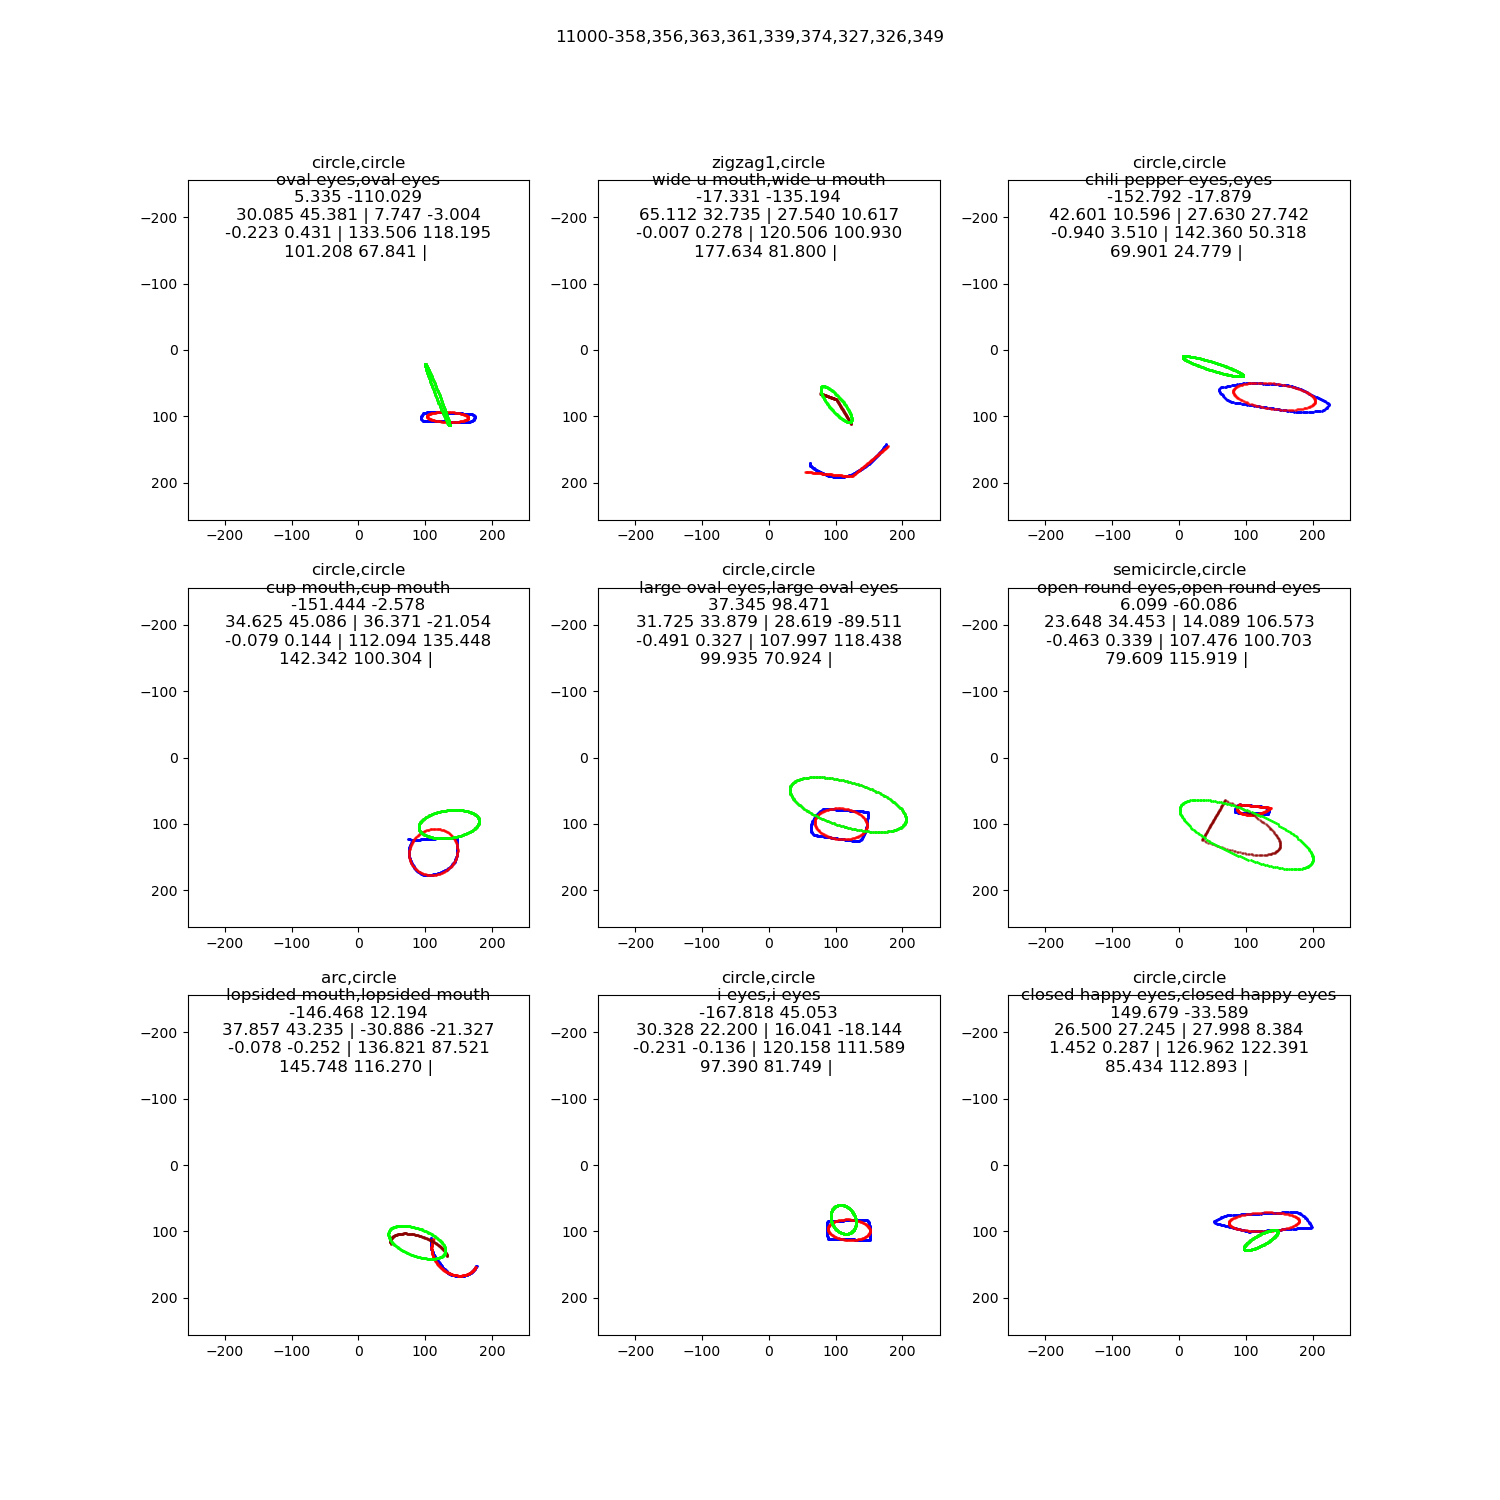 11000-358,356,363,361,339,374,327,326,349
circle,circle
oval eyes,oval eyes
5.335 -110.029
30.085 45.381 | 7.747 -3.004
-0.223 0.431 | 133.506 118.195
101.208 67.841 |
−200
−100
0
100
200
−200 −100 0 100 200
zigzag1,circle
wide u mouth,wide u mouth
-17.331 -135.194
65.112 32.735 | 27.540 10.617
-0.007 0.278 | 120.506 100.930
177.634 81.800 |
−200
−100
0
100
200
−200 −100 0 100 200
circle,circle
chili pepper eyes,eyes
-152.792 -17.879
42.601 10.596 | 27.630 27.742
-0.940 3.510 | 142.360 50.318
69.901 24.779 |
−200
−100
0
100
200
−200 −100 0 100 200
circle,circle
cup mouth,cup mouth
-151.444 -2.578
34.625 45.086 | 36.371 -21.054
-0.079 0.144 | 112.094 135.448
142.342 100.304 |
−200
−100
0
100
200
−200 −100 0 100 200
circle,circle
large oval eyes,large oval eyes
37.345 98.471
31.725 33.879 | 28.619 -89.511
-0.491 0.327 | 107.997 118.438
99.935 70.924 |
−200
−100
0
100
200
−200 −100 0 100 200
semicircle,circle
open round eyes,open round eyes
6.099 -60.086
23.648 34.453 | 14.089 106.573
-0.463 0.339 | 107.476 100.703
79.609 115.919 |
−200
−100
0
100
200
−200 −100 0 100 200
arc,circle
lopsided mouth,lopsided mouth
-146.468 12.194
37.857 43.235 | -30.886 -21.327
-0.078 -0.252 | 136.821 87.521
145.748 116.270 |
−200
−100
0
100
200
−200 −100 0 100 200
circle,circle
i eyes,i eyes
-167.818 45.053
30.328 22.200 | 16.041 -18.144
-0.231 -0.136 | 120.158 111.589
97.390 81.749 |
−200
−100
0
100
200
−200 −100 0 100 200
circle,circle
closed happy eyes,closed happy eyes
149.679 -33.589
26.500 27.245 | 27.998 8.384
1.452 0.287 | 126.962 122.391
85.434 112.893 |
−200
−100
0
100
200
−200 −100 0 100 200